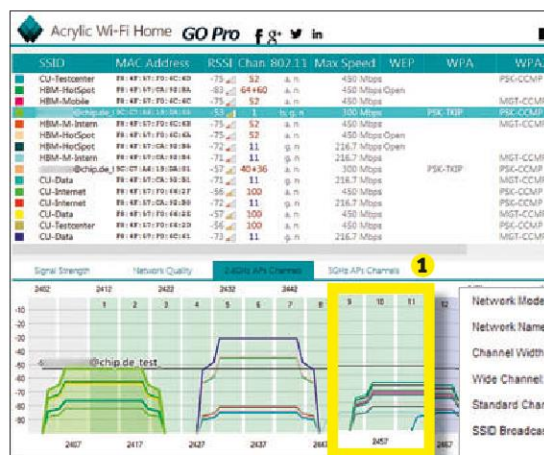 Acrylic Wi-Fi Home GO Pro f g+ in
SSID MAC Address RSSI Chan 802.11 Max Speed WEP WPA WPA
CU-Testcenter -75 52 a, n 450 Mbps PSK-CCMP
HBM-HotSpot -83 64+60 a, n 450 Mbps Open
HBM-Mobile -75 52 a, n 450 Mbps MGT-CCMP
@chip.de_ -53 1 b, g, n 300 Mbps PSK-TKIP PSK-CCMP
HBM-M-Intern -75 52 a, n 450 Mbps MGT-CCMP
HBM-HotSpot -75 52 a, n 450 Mbps Open
HBM-HotSpot -72 11 g, n 216.7 Mbps Open
HBM-M-Intern -71 11 g, n 216.7 Mbps MGT-CCMP
@chip.de_ -57 40+36 a, n 300 Mbps PSK-TKIP PSK-CCMP
CU-Data -71 11 g, n 216.7 Mbps MGT-CCMP
CU-Internet -56 100 a, n 450 Mbps PSK-CCMP
CU-Internet -72 11 g, n 216.7 Mbps PSK-CCMP
CU-Data -57 100 a, n 450 Mbps MGT-CCMP
CU-Testcenter -56 100 a, n 450 Mbps PSK-CCMP
CU-Data -73 11 g, n 216.7 Mbps MGT-CCMP
Signal Strength Network Quality 2.4GHz APs Channels 5GHz APs Channels 1
2402 2412 2422 2432 2442
1 2 3 4 5 6 7 8 9 10 11 12
-10
-20
-30
-40
-50
-60
-70
-80
-90
@chip.de_test_
2407 2417 2427 2437 2457 2467
Network Mode
Network Name
Channel Width
Wide Channel:
Standard Chan
SSID Broadcas